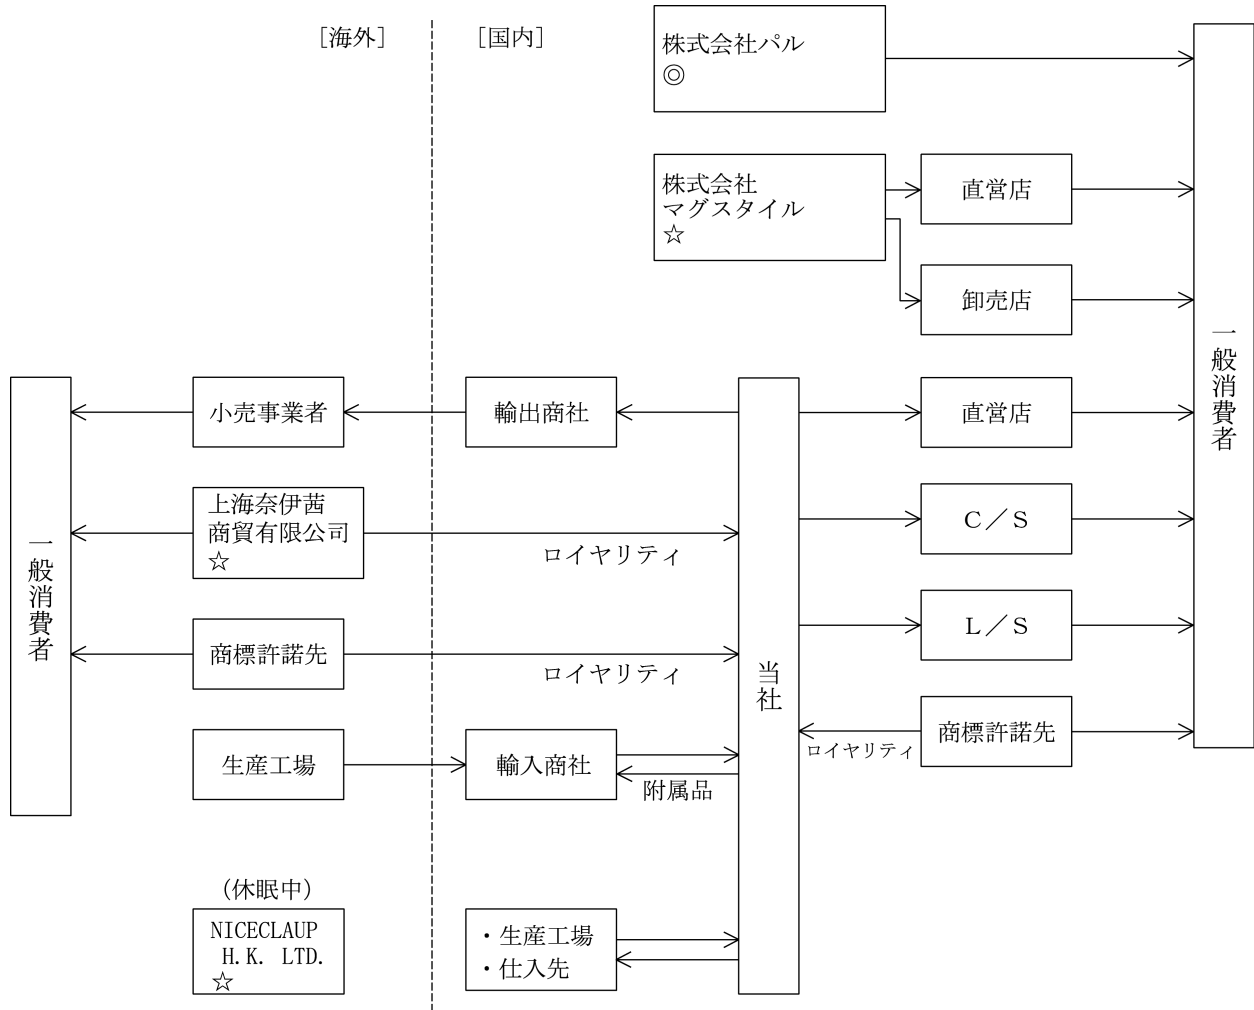 [海外]
[国内]
株式会社パル
◎
株式会社
マグスタイル
☆
直営店
卸売店
一般消費者
小売事業者
輸出商社
直営店
上海奈伊茜
商貿有限公司
☆
ロイヤリティ
C／S
一般消費者
商標許諾先
ロイヤリティ
L／S
当社
生産工場
輸入商社
附属品
商標許諾先
ロイヤリティ
(休眠中)
NICECLAUP
H.K. LTD.
☆
・生産工場
・仕入先